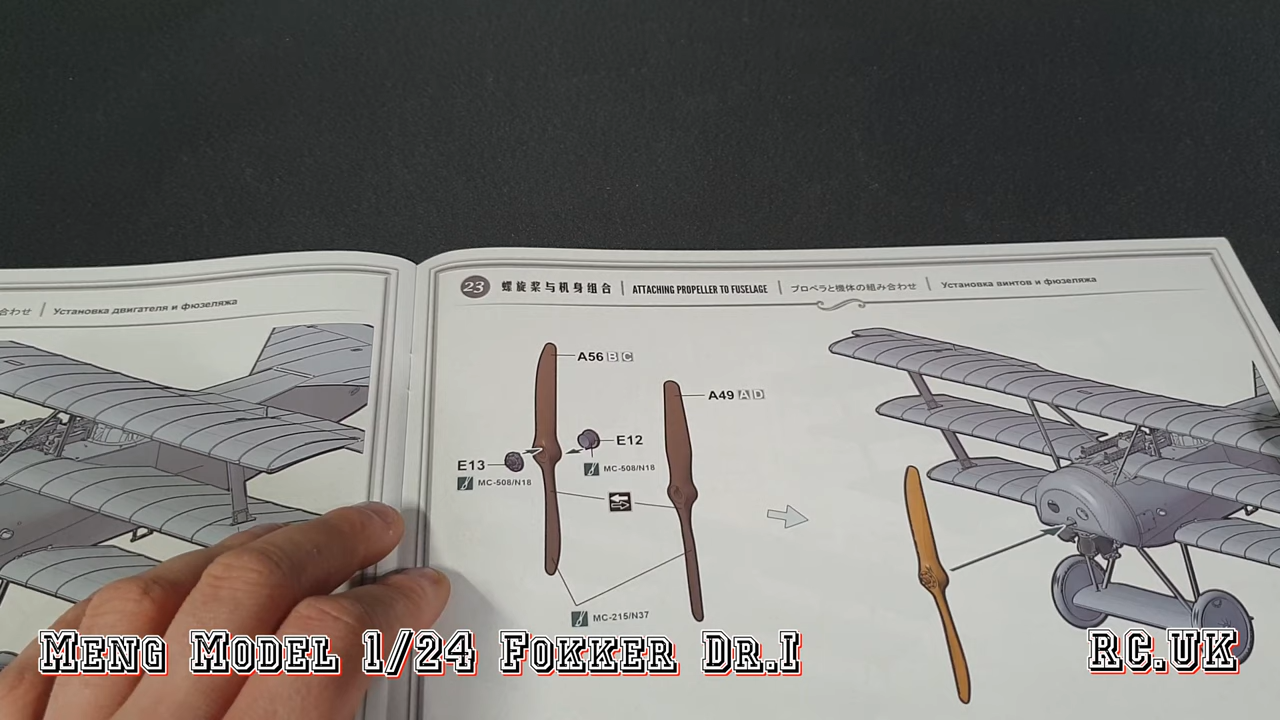 合わせ | Установка двигателя и фюзеляжа
23 螺旋桨与机身组合 | ATTACHING PROPELLER TO FUSELAGE | プロペラと機体の組み合わせ | Установка винтов и фюзеляжа
A56 B C
A49 A D
E12
MC-508/N18
E13
MC-508/N18
MC-215/N37
Meng Model 1/24 Fokker Dr.I
RC.UK